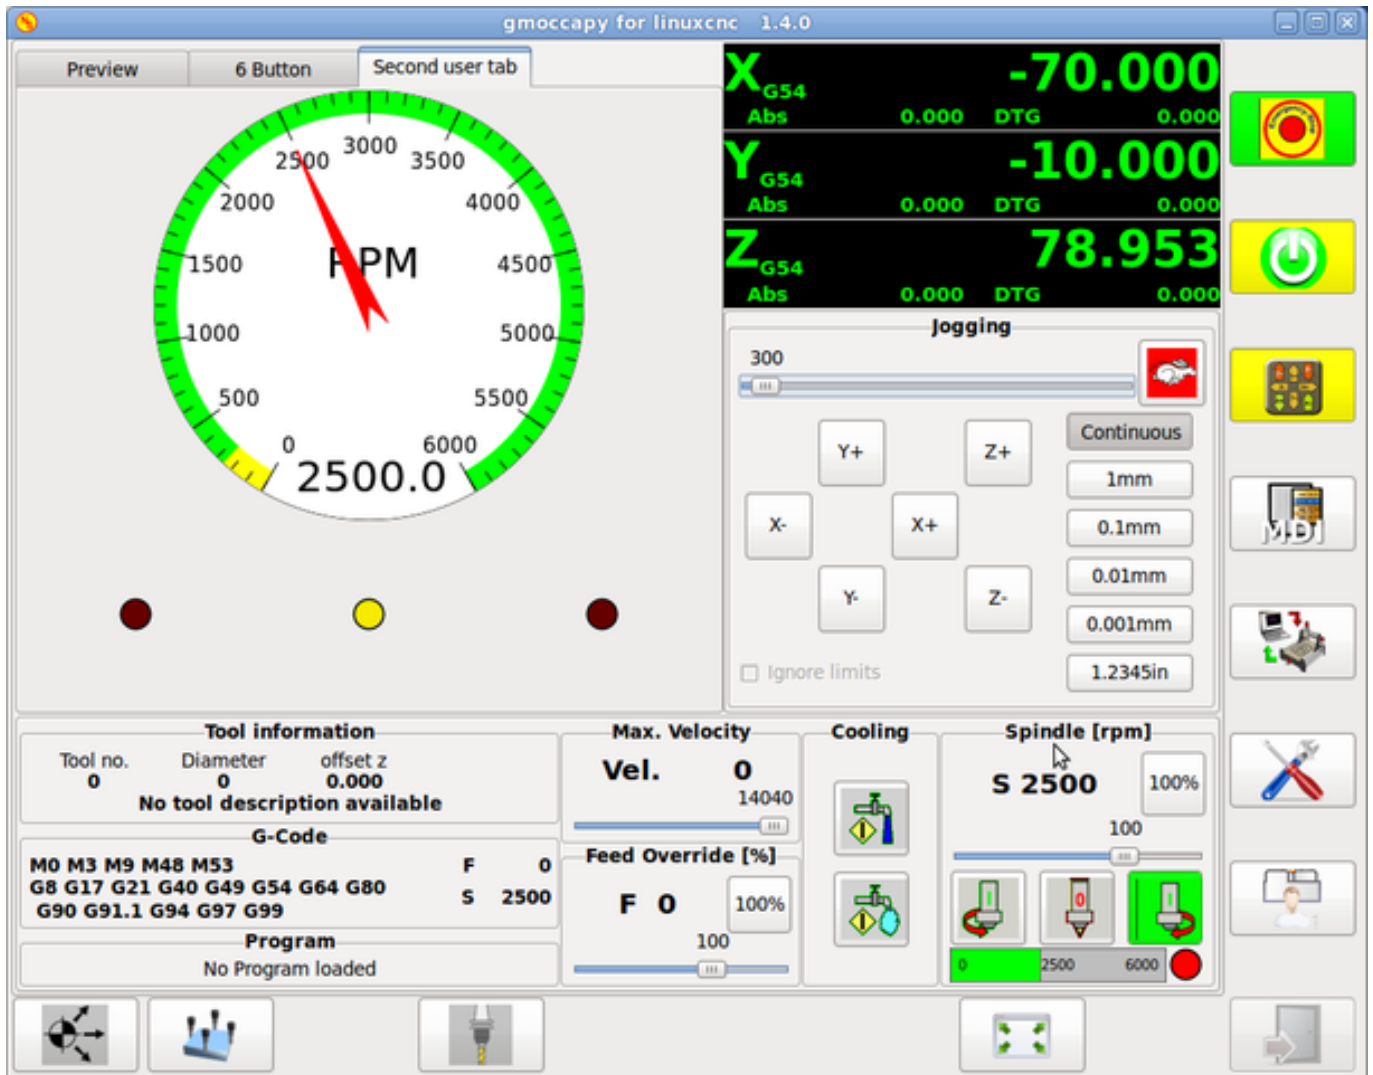 gmoccapy for linuxcnc 1.4.0
Preview 6 Button Second user tab
0
500
1000
1500
2000
2500
3000
3500
4000
4500
5000
5500
6000
RPM
2500.0
X G54 -70.000
Abs 0.000 DTG 0.000
Y G54 -10.000
Abs 0.000 DTG 0.000
Z G54 78.953
Abs 0.000 DTG 0.000
Jogging
300
Y+ Z+
X- X+
Y- Z-
Continuous
1mm
0.1mm
0.01mm
0.001mm
1.2345in
Ignore limits
MDI
Tool information
Tool no. Diameter offset z
0 0 0.000
No tool description available
G-Code
M0 M3 M9 M48 M53
G8 G17 G21 G40 G49 G54 G64 G80
G90 G91.1 G94 G97 G99
F 0
S 2500
Program
No Program loaded
Max. Velocity
Vel. 0
14040
Feed Override [%]
F 0 100%
100
Cooling
Spindle [rpm]
S 2500 100%
100
1 0 1
0 2500 6000